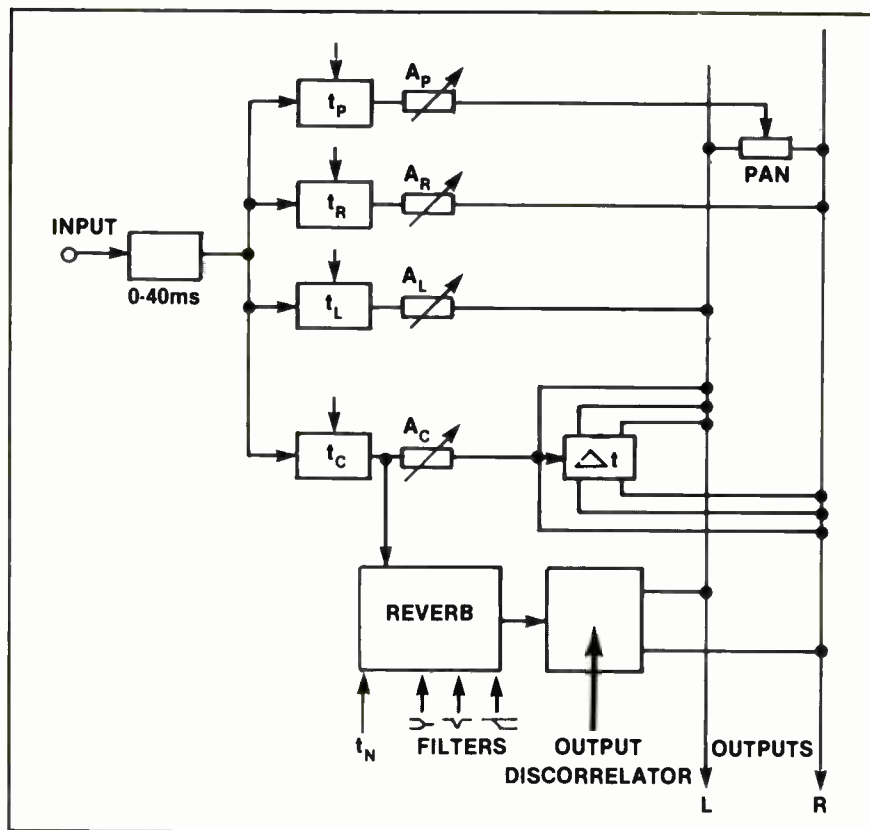 t_P
A_P
PAN
t_R
A_R
INPUT
0-40ms
t_L
A_L
t_C
A_C
△t
REVERB
t_N
FILTERS
OUTPUT
DISCORRELATOR
OUTPUTS
L
R